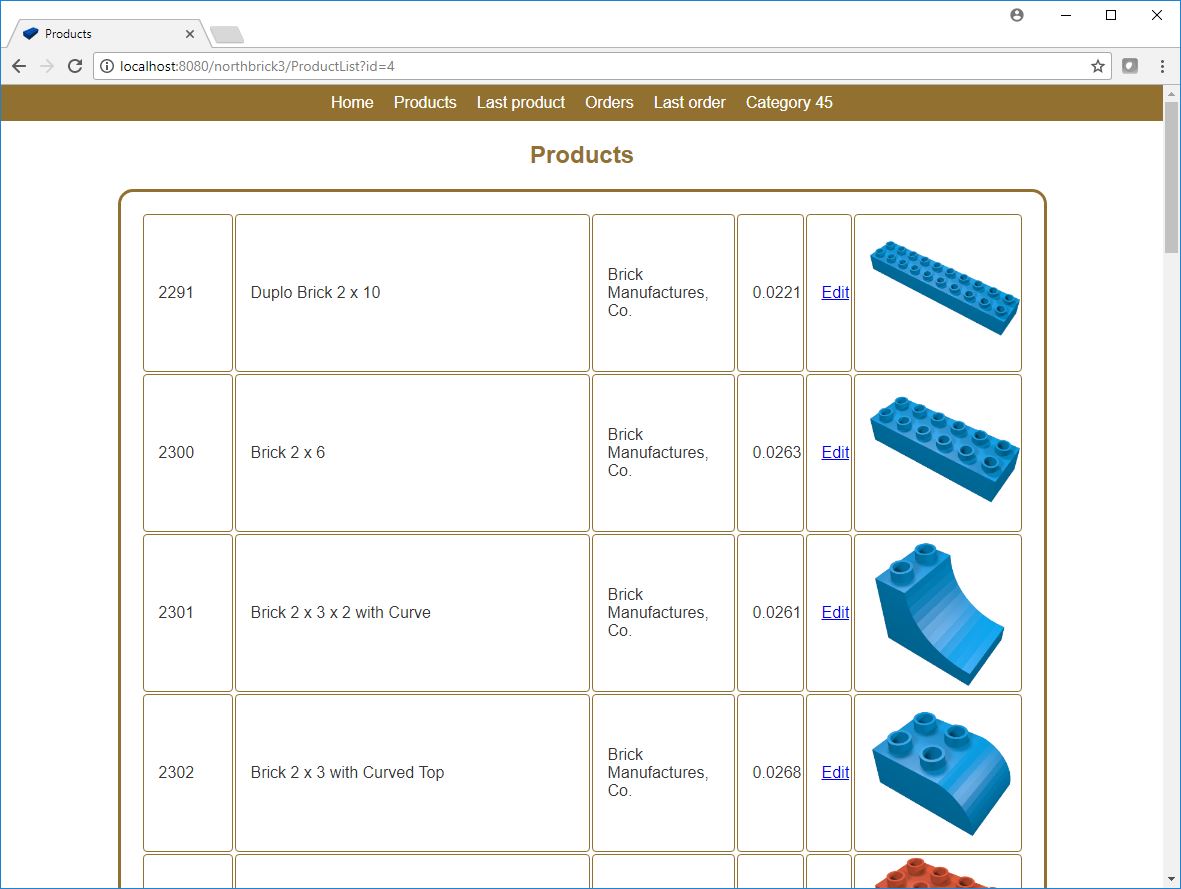 Products
localhost:8080/northbrick3/ProductList?id=4
Home Products Last product Orders Last order Category 45
Products
2291 Duplo Brick 2 x 10 Brick
Manufactures,
Co. 0.0221 Edit
2300 Brick 2 x 6 Brick
Manufactures,
Co. 0.0263 Edit
2301 Brick 2 x 3 x 2 with Curve Brick
Manufactures,
Co. 0.0261 Edit
2302 Brick 2 x 3 with Curved Top Brick
Manufactures,
Co. 0.0268 Edit